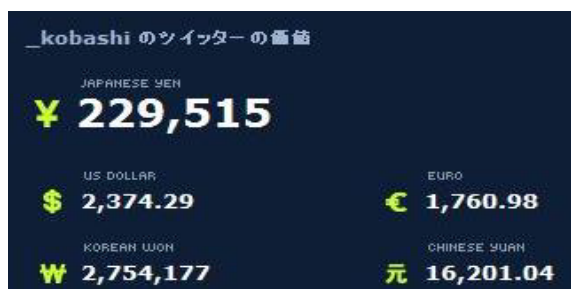 _kobashi のツイッターの価値
JAPANESE YEN
¥ 229,515
US DOLLAR
$ 2,374.29
EURO
€ 1,760.98
KOREAN WON
₩ 2,754,177
CHINESE YUAN
元 16,201.04